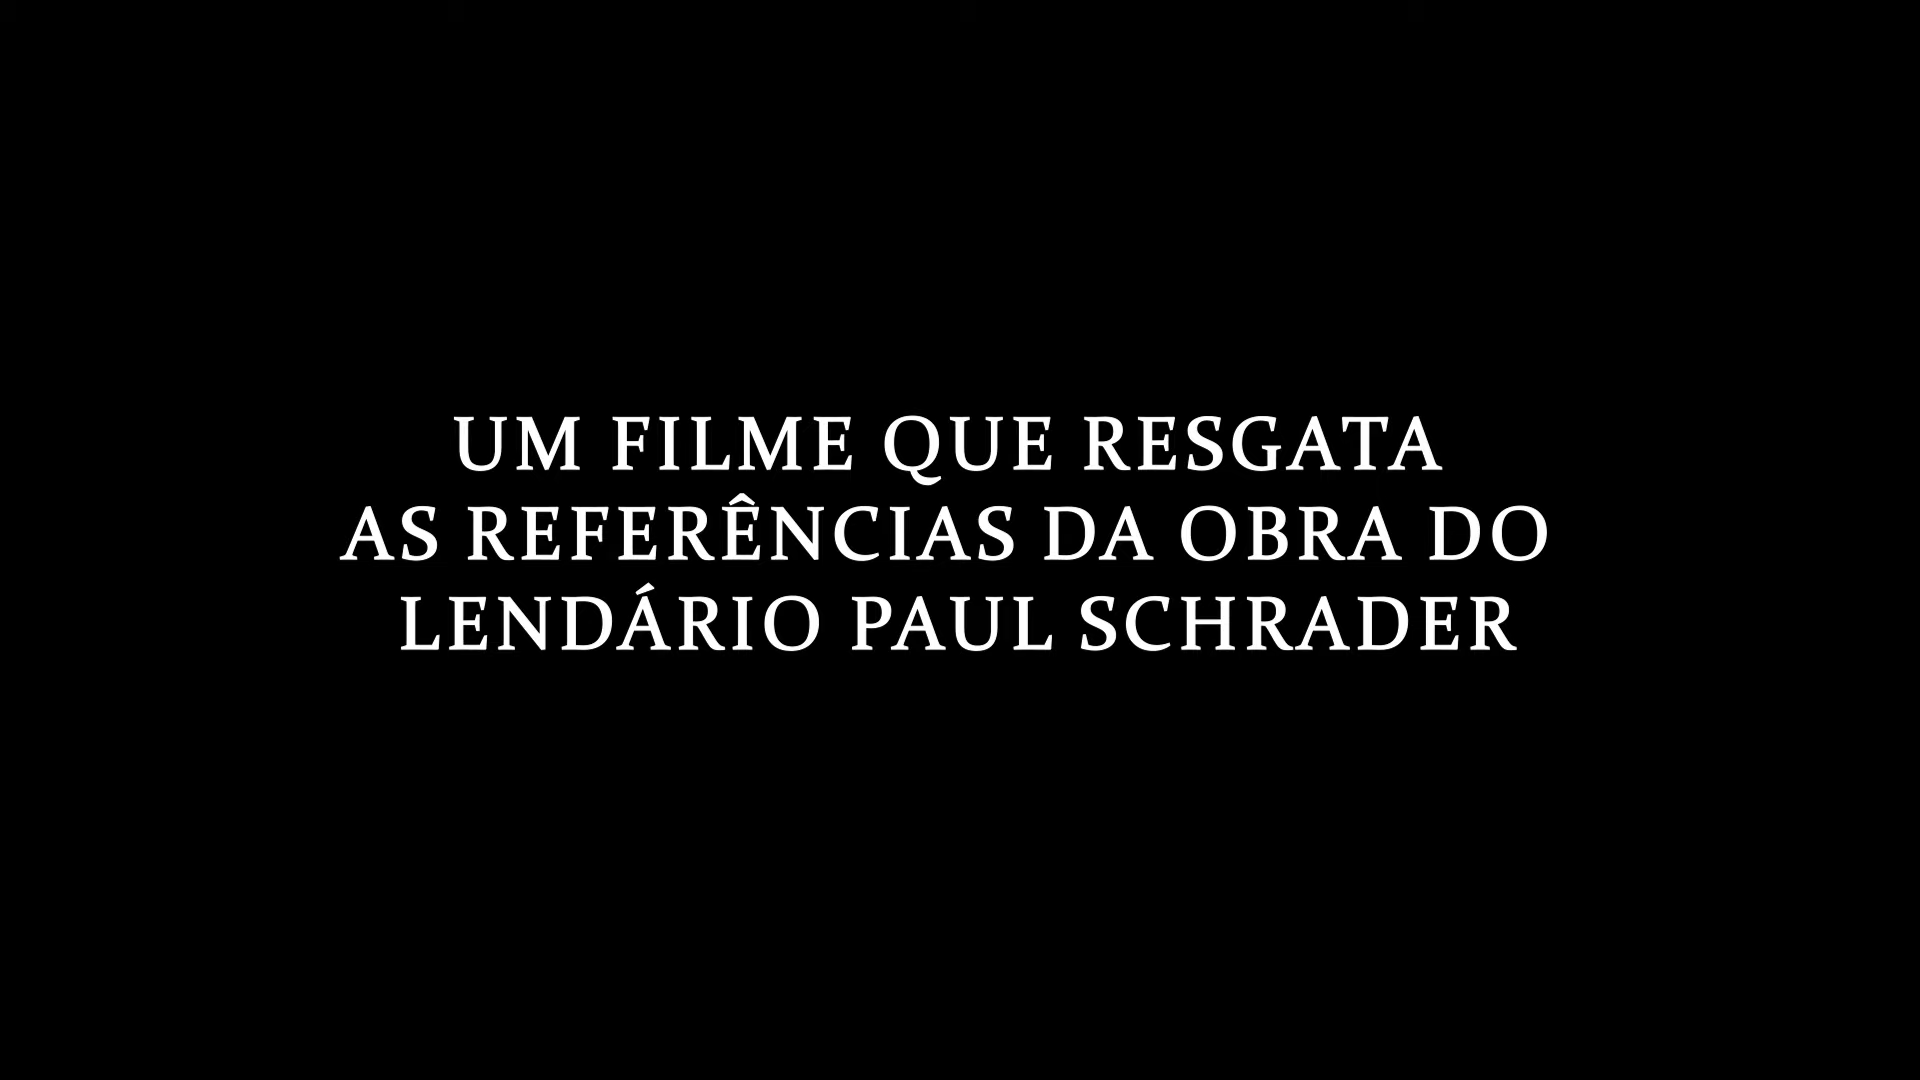 UM FILME QUE RESGATA
AS REFERÊNCIAS DA OBRA DO
LENDÁRIO PAUL SCHRADER